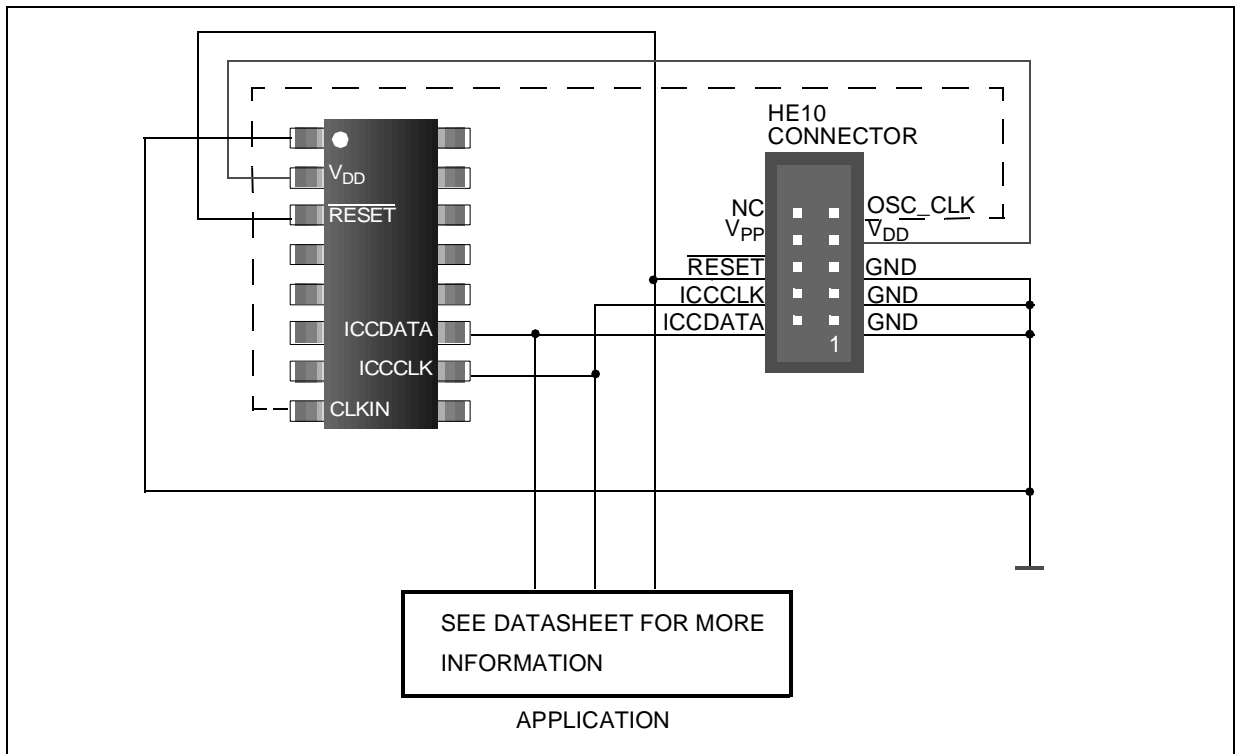 HE10
CONNECTOR
VDD
RESET
NC
OSC_CLK
VPP
VDD
RESET
GND
ICCCLK
GND
ICCDATA
GND
1
ICCDATA
ICCCLK
CLKIN
SEE DATASHEET FOR MORE
INFORMATION
APPLICATION